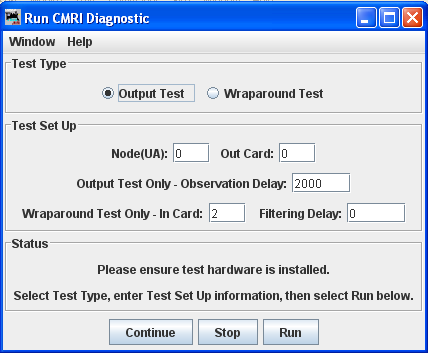 Run CMRI Diagnostic
Window Help
Test Type
Output Test Wraparound Test
Test Set Up
Node(UA): 0 Out Card: 0
Output Test Only - Observation Delay: 2000
Wraparound Test Only - In Card: 2 Filtering Delay: 0
Status
Please ensure test hardware is installed.
Select Test Type, enter Test Set Up information, then select Run below.
Continue Stop Run